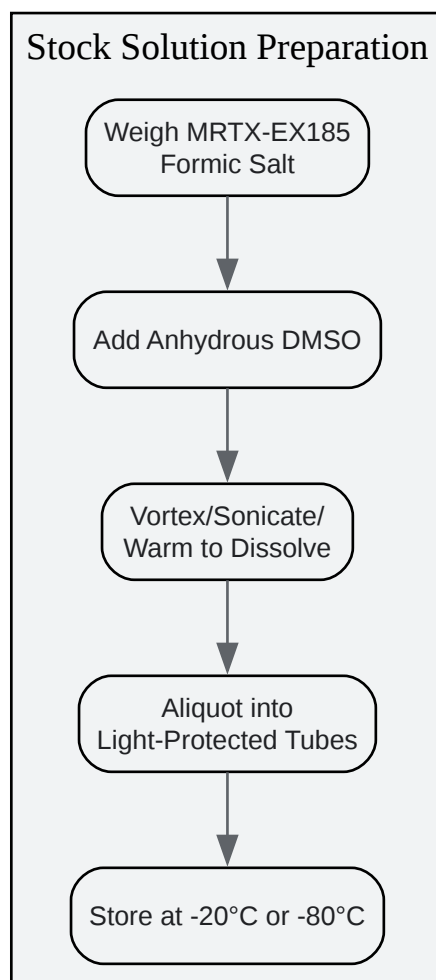 Stock Solution Preparation
Weigh MRTX-EX185
Formic Salt
Add Anhydrous DMSO
Vortex/Sonicate/
Warm to Dissolve
Aliquot into
Light-Protected Tubes
Store at -20°C or -80°C